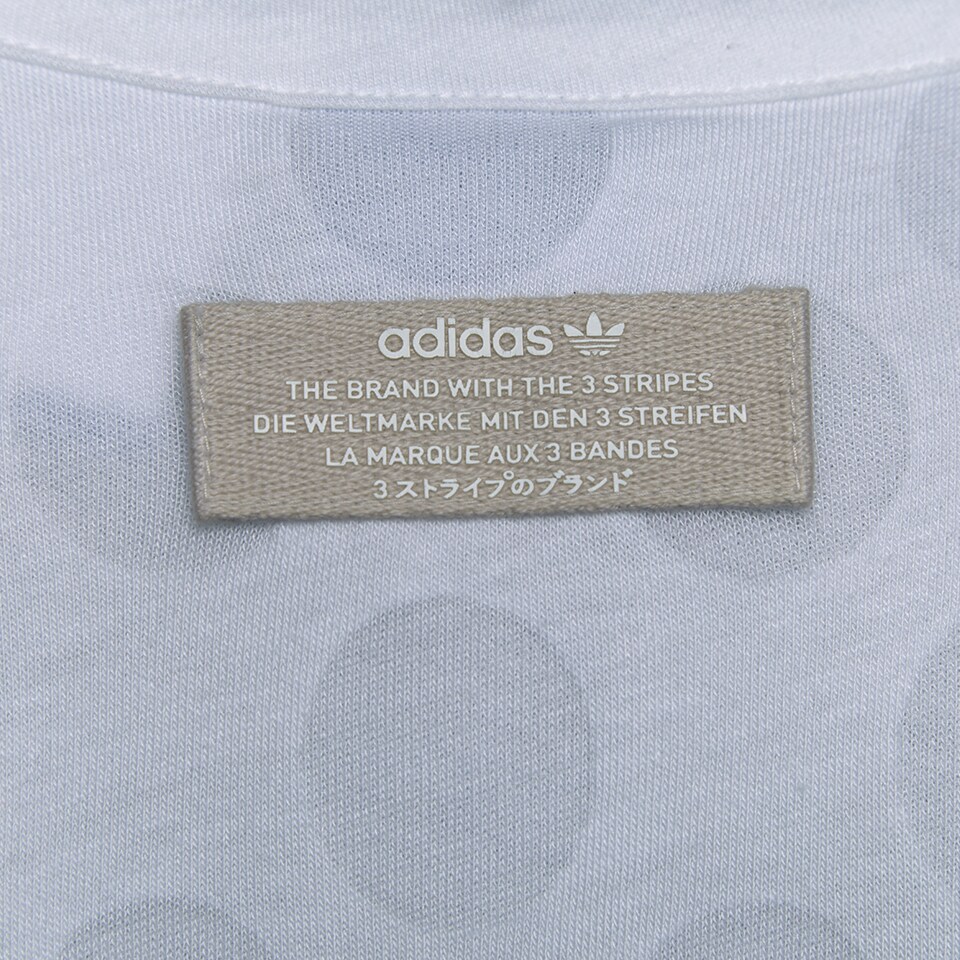 adidas
THE BRAND WITH THE 3 STRIPES
DIE WELTMARKE MIT DEN 3 STREIFEN
LA MARQUE AUX 3 BANDES
3 ストライプのブランド